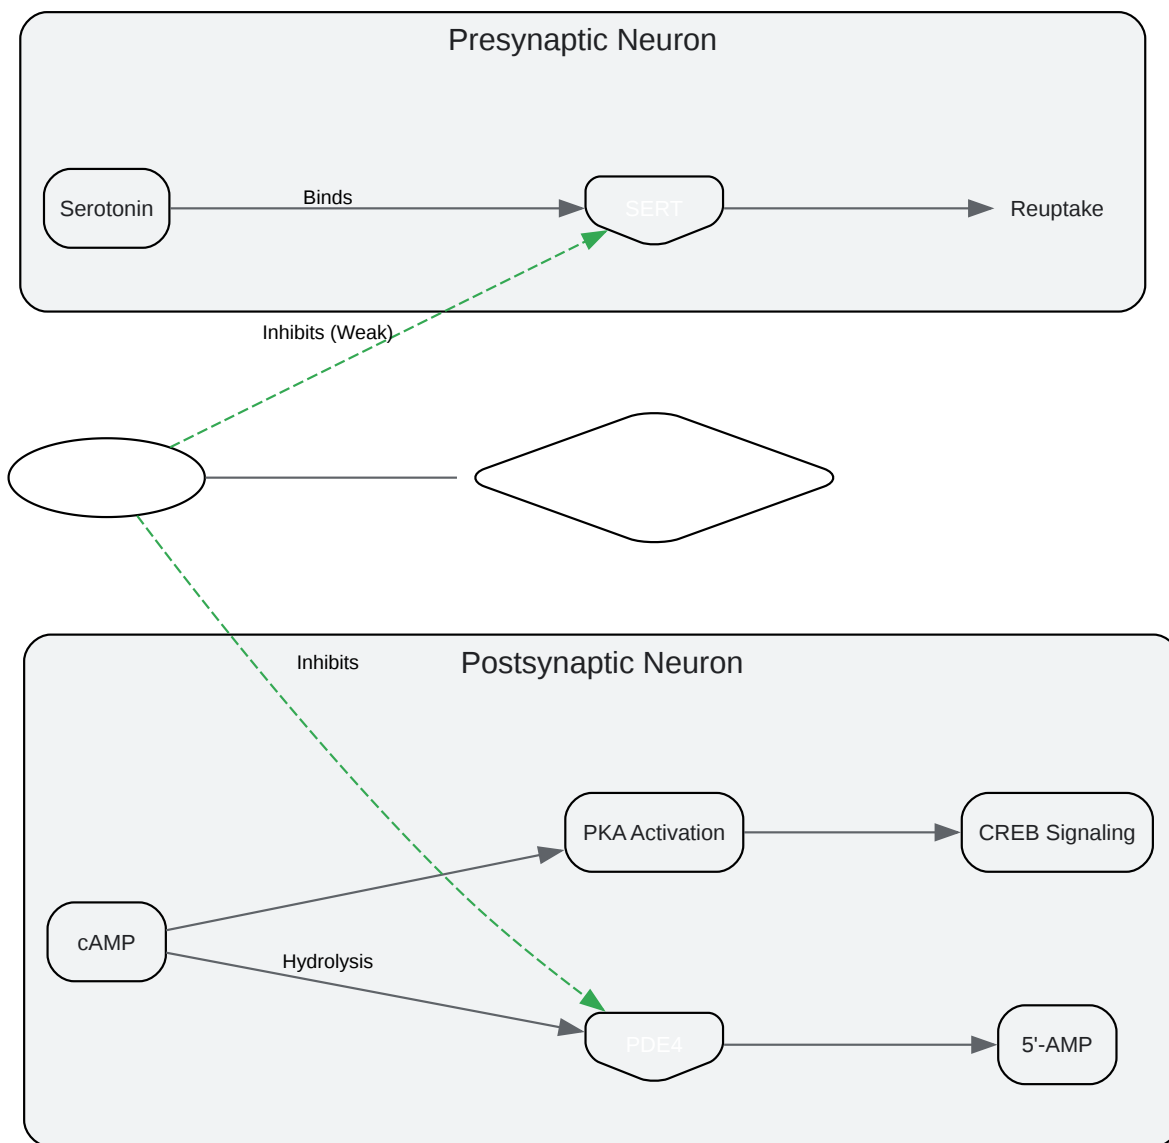 Presynaptic Neuron
Serotonin
Binds
SERT
Reuptake
Inhibits (Weak)
Inhibits
Postsynaptic Neuron
PKA Activation
CREB Signaling
cAMP
Hydrolysis
PDE4
5'-AMP